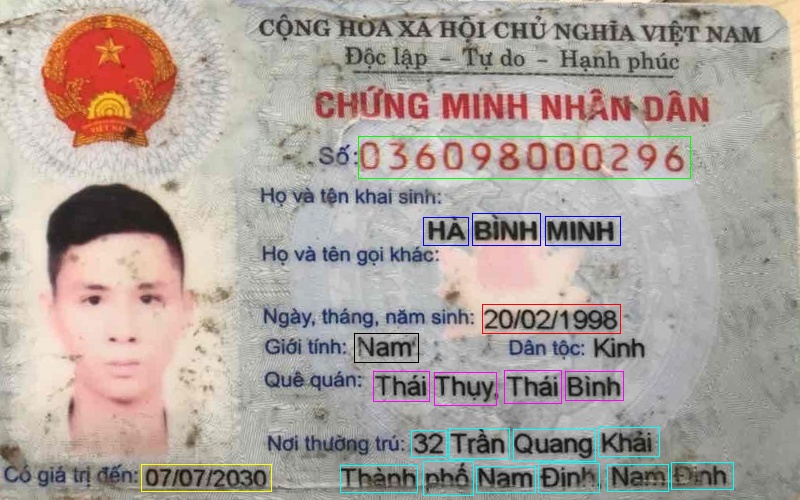 CỘNG HÒA XÃ HỘI CHỦ NGHĨA VIỆT NAM
Độc lập - Tự do - Hạnh phúc
CHỨNG MINH NHÂN DÂN
Số: 036098000296
Họ và tên khai sinh:
HÀ BÌNH MINH
Họ và tên gọi khác:
Ngày, tháng, năm sinh: 20/02/1998
Giới tính: Nam Dân tộc: Kinh
Quê quán: Thái Thụy, Thái Bình
Nơi thường trú: 32 Trần Quang Khải
Thành phố Nam Định, Nam Định
Có giá trị đến: 07/07/2030